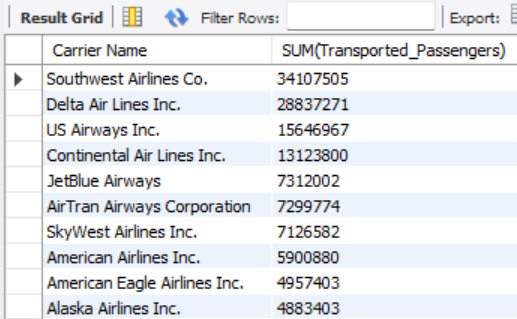 Result Grid Filter Rows: Export:
Carrier Name SUM(Transported_Passengers)
Southwest Airlines Co. 34107505
Delta Air Lines Inc. 28837271
US Airways Inc. 15646967
Continental Air Lines Inc. 13123800
JetBlue Airways 7312002
AirTran Airways Corporation 7299774
SkyWest Airlines Inc. 7126582
American Airlines Inc. 5900880
American Eagle Airlines Inc. 4957403
Alaska Airlines Inc. 4883403